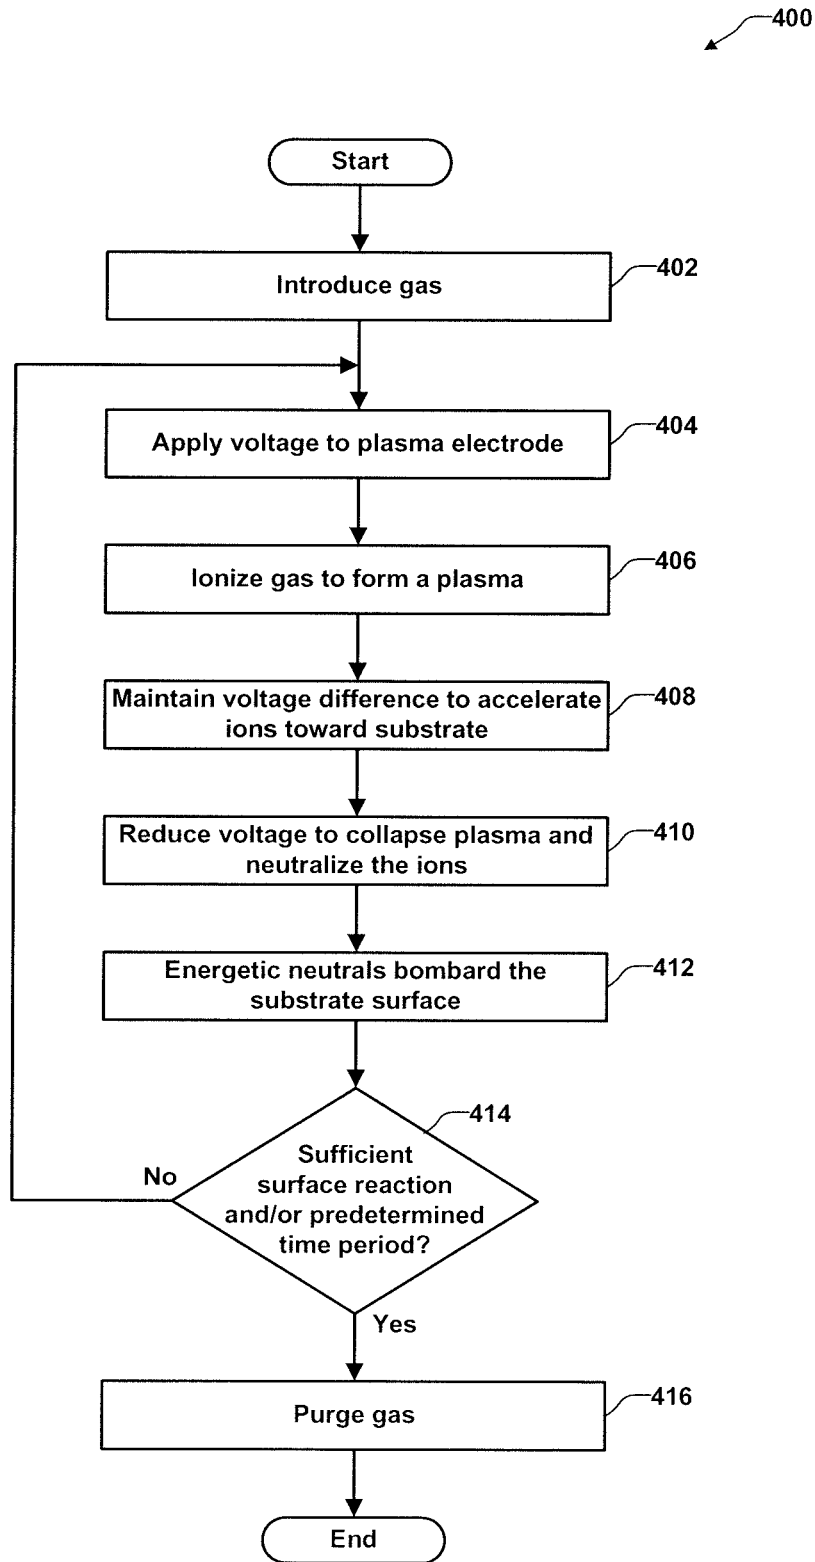 400
Start
Introduce gas
402
Apply voltage to plasma electrode
404
Ionize gas to form a plasma
406
Maintain voltage difference to accelerate
ions toward substrate
408
Reduce voltage to collapse plasma and
neutralize the ions
410
Energetic neutrals bombard the
substrate surface
412
414
Sufficient
surface reaction
and/or predetermined
time period?
No
Yes
Purge gas
416
End